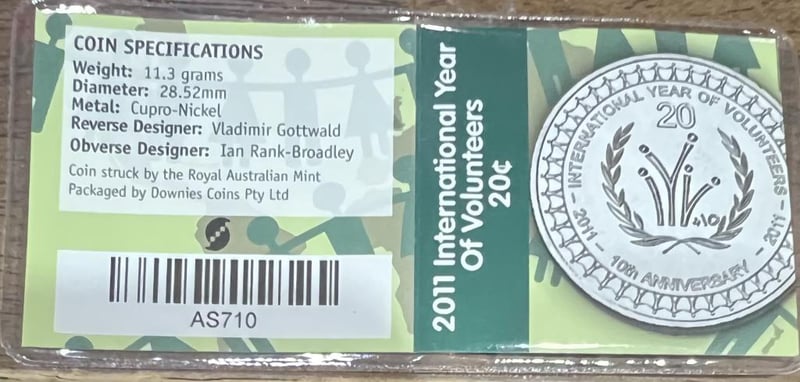 COIN SPECIFICATIONS
Weight: 11.3 grams
Diameter: 28.52mm
Metal: Cupro-Nickel
Reverse Designer: Vladimir Gottwald
Obverse Designer: Ian Rank-Broadley
Coin struck by the Royal Australian Mint
Packaged by Downies Coins Pty Ltd
AS710
2011 International Year
Of Volunteers
20¢
INTERNATIONAL YEAR OF VOLUNTEERS
20
2011 – 10th ANNIVERSARY – 2011